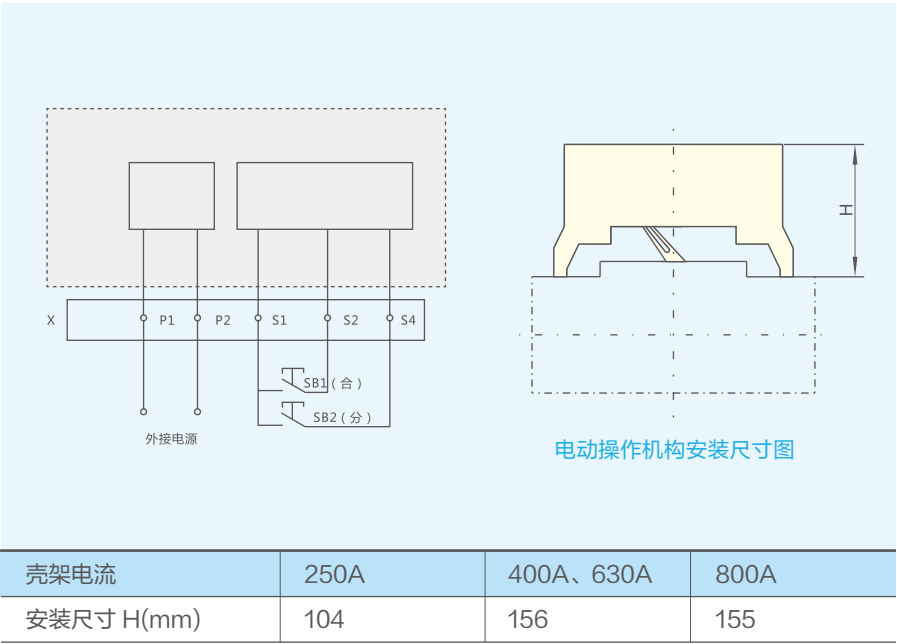 X P1 P2 S1 S2 S4
SB1(合)
SB2(分)
外接电源
H
电动操作机构安装尺寸图
壳架电流 250A 400A、630A 800A
安装尺寸 H(mm) 104 156 155